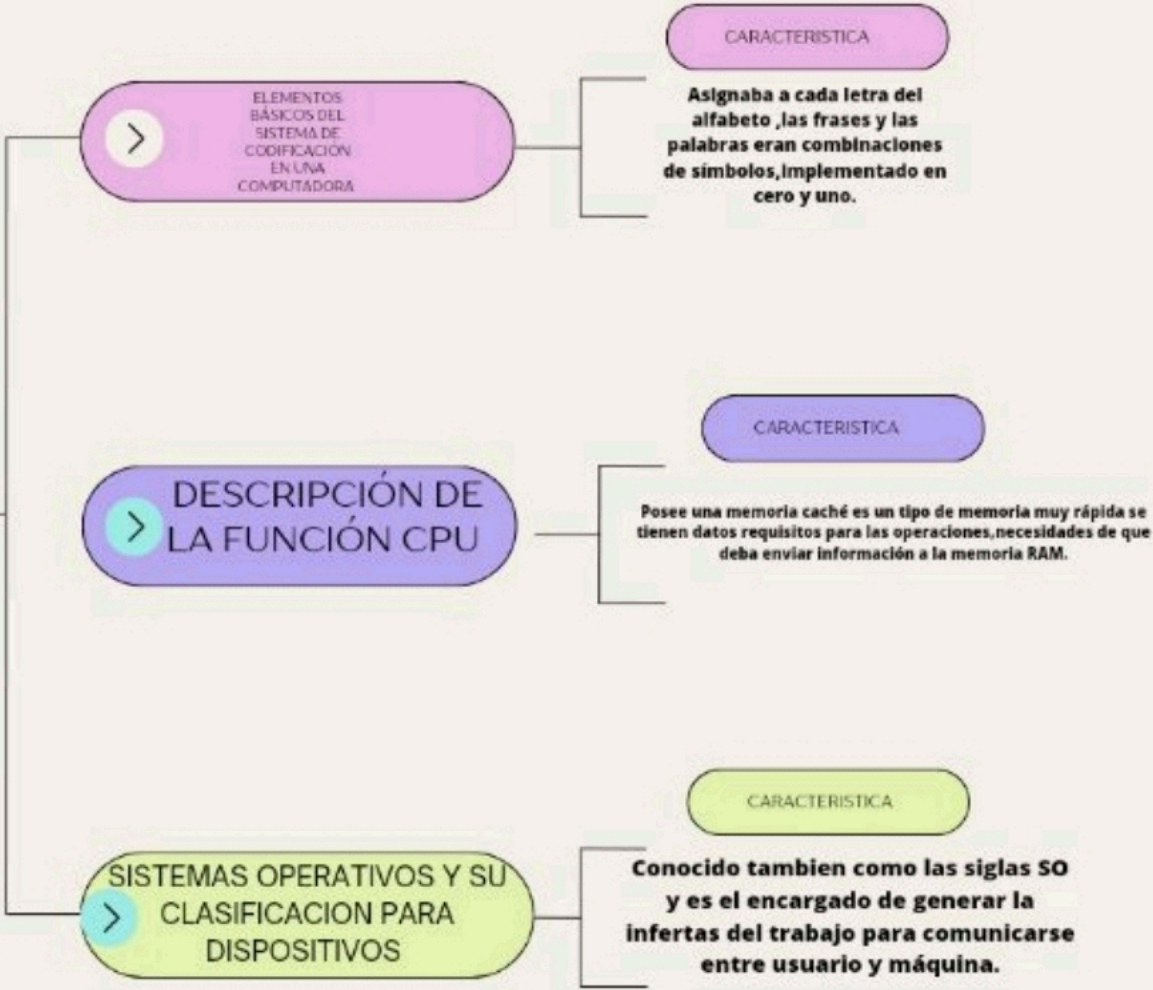 CARACTERISTICA
ELEMENTOS
BÁSICOS DEL
SISTEMA DE
CODIFICACIÓN
EN UNA
COMPUTADORA
Asignaba a cada letra del
alfabeto ,las frases y las
palabras eran combinaciones
de símbolos,implementado en
cero y uno.
CARACTERISTICA
DESCRIPCIÓN DE
LA FUNCIÓN CPU
Posee una memoria caché es un tipo de memoria muy rápida se
tienen datos requisitos para las operaciones,necesidades de que
deba enviar información a la memoria RAM.
CARACTERISTICA
SISTEMAS OPERATIVOS Y SU
CLASIFICACION PARA
DISPOSITIVOS
Conocido tambien como las siglas SO
y es el encargado de generar la
infertas del trabajo para comunicarse
entre usuario y máquina.